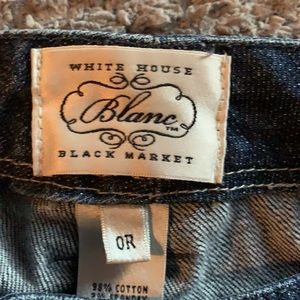 WHITE HOUSE
Blanc™
BLACK MARKET
0R
98% COTTON